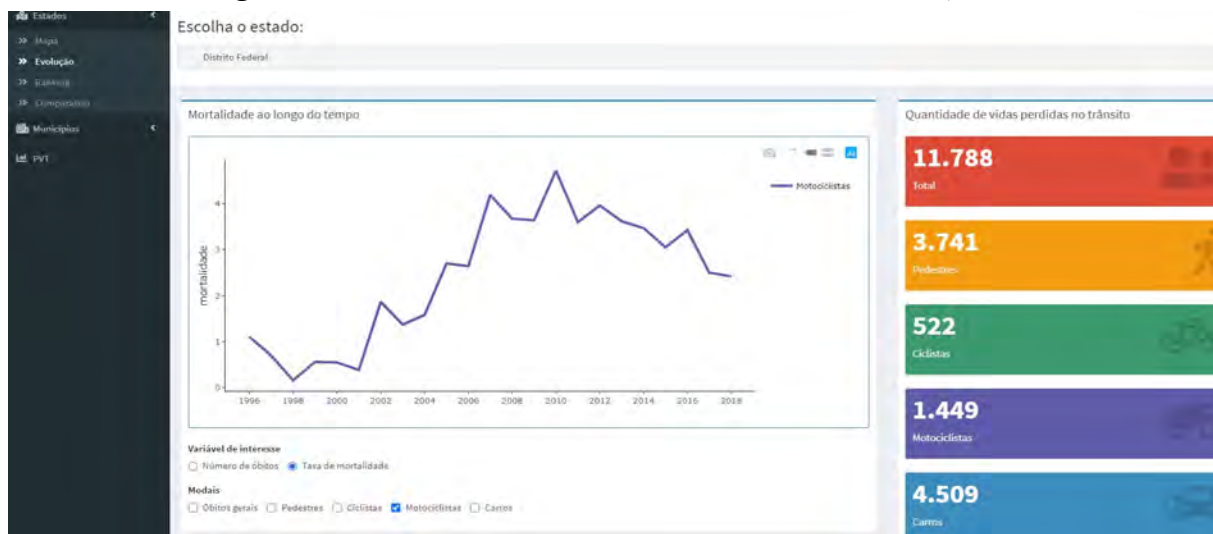 Estados
Mapa
Evolução
Ranking
Comparativo
Municípios
PVT
Escolha o estado:
Distrito Federal
Mortalidade ao longo do tempo
Motociclistas
mortalidade
4
3
2
1
0
1996 1998 2000 2002 2004 2006 2008 2010 2012 2014 2016 2018
Variável de interesse
Número de óbitos Taxa de mortalidade
Modais
Óbitos gerais Pedestres Ciclistas Motociclistas Carros
Quantidade de vidas perdidas no trânsito
11.788
Total
3.741
Pedestres
522
Ciclistas
1.449
Motociclistas
4.509
Carros